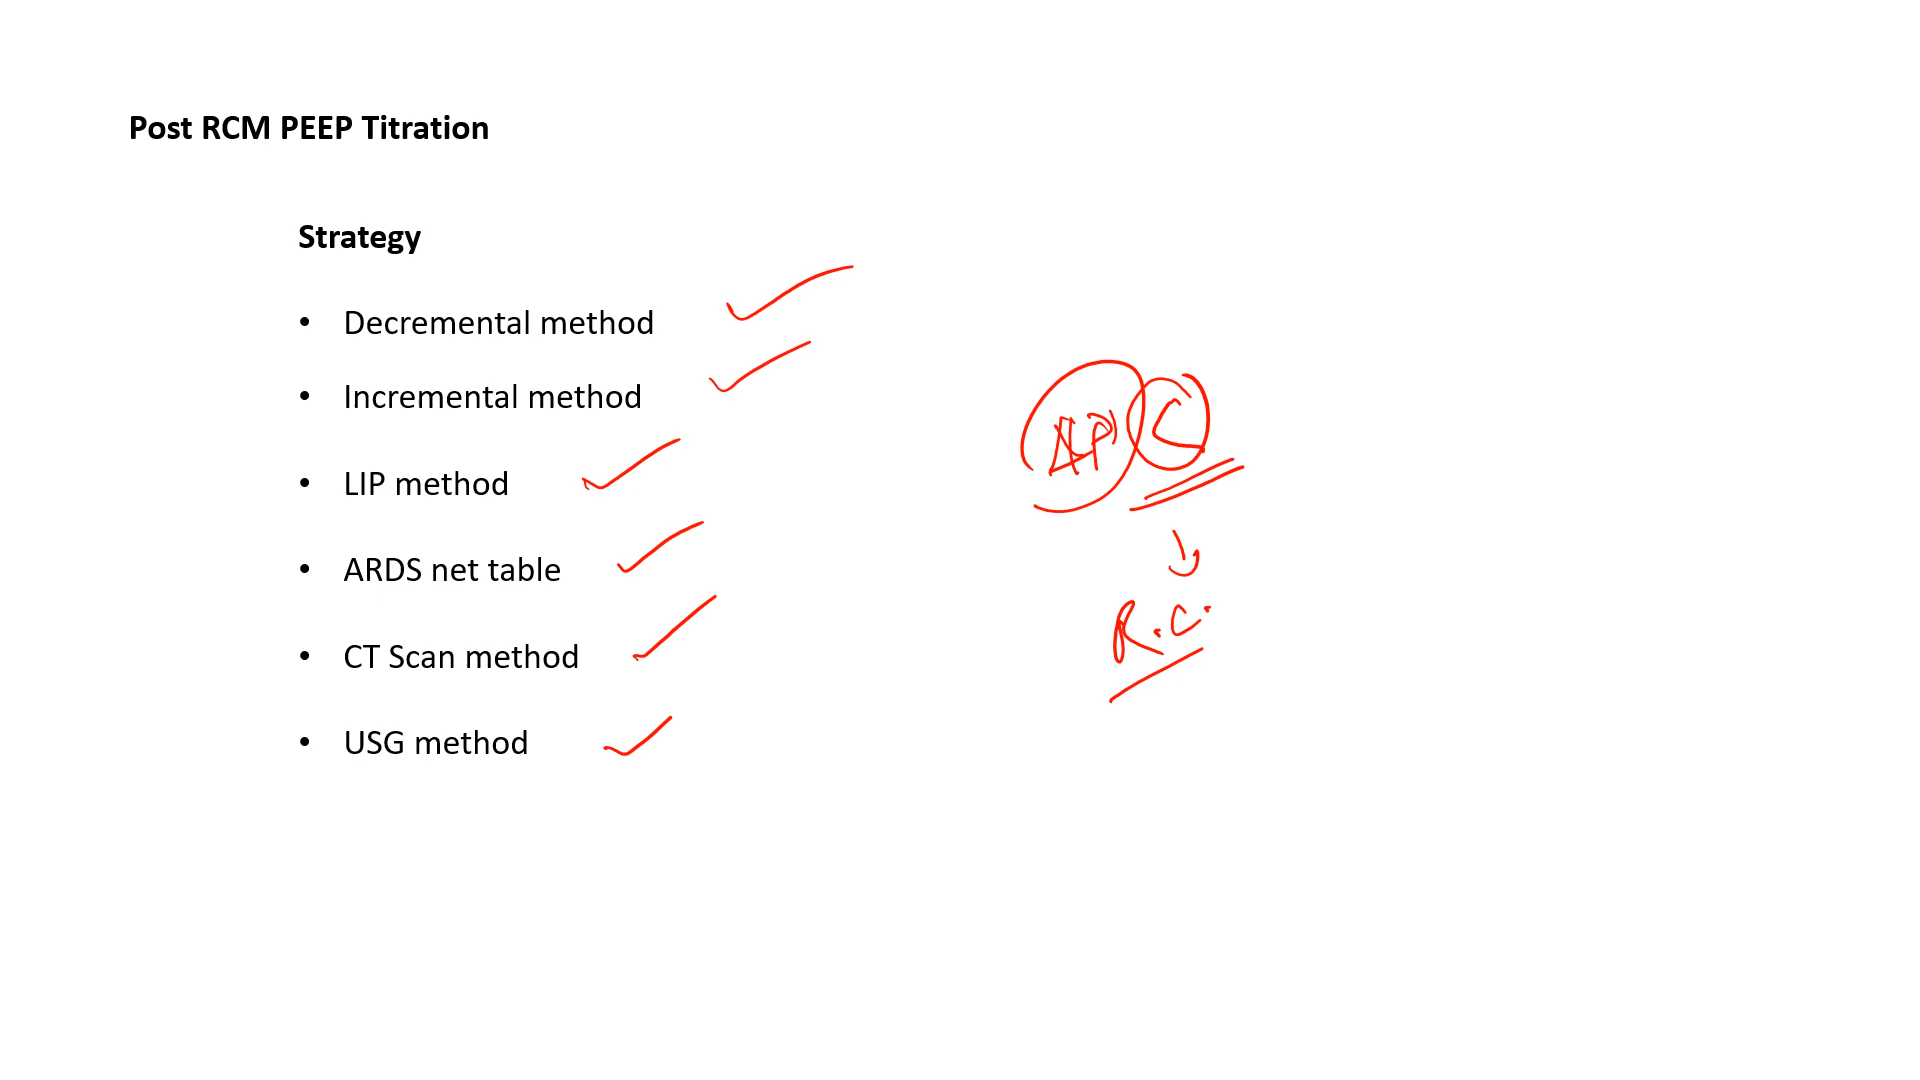 Post RCM PEEP Titration
Strategy
• Decremental method
• Incremental method
• LIP method
• ARDS net table
• CT Scan method
• USG method
C
R.C.